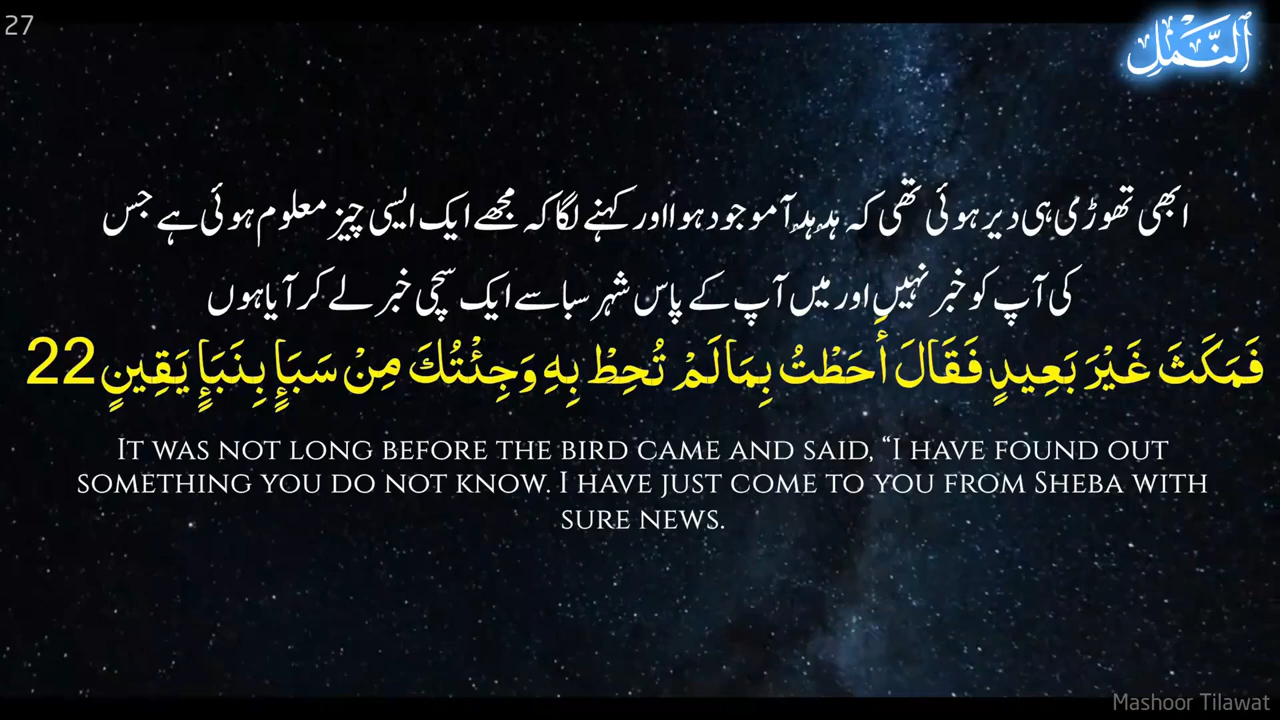 27
ٱلنَّمْلِ
ابھی تھوڑی ہی دیر ہوئی تھی کہ ہدہد آ موجود ہوا اور کہنے لگا کہ مجھے ایک ایسی چیز معلوم ہوئی ہے جس
کی آپ کو خبر نہیں اور میں آپ کے پاس شہر سبا سے ایک سچی خبر لے کر آیا ہوں
فَمَكَثَ غَيْرَ بَعِيدٍ فَقَالَ أَحَطْتُ بِمَا لَمْ تُحِطْ بِهِ وَجِئْتُكَ مِنْ سَبَإٍ بِنَبَإٍ يَقِينٍ 22
It was not long before the bird came and said, “I have found out
something you do not know. I have just come to you from Sheba with
sure news.
Mashoor Tilawat